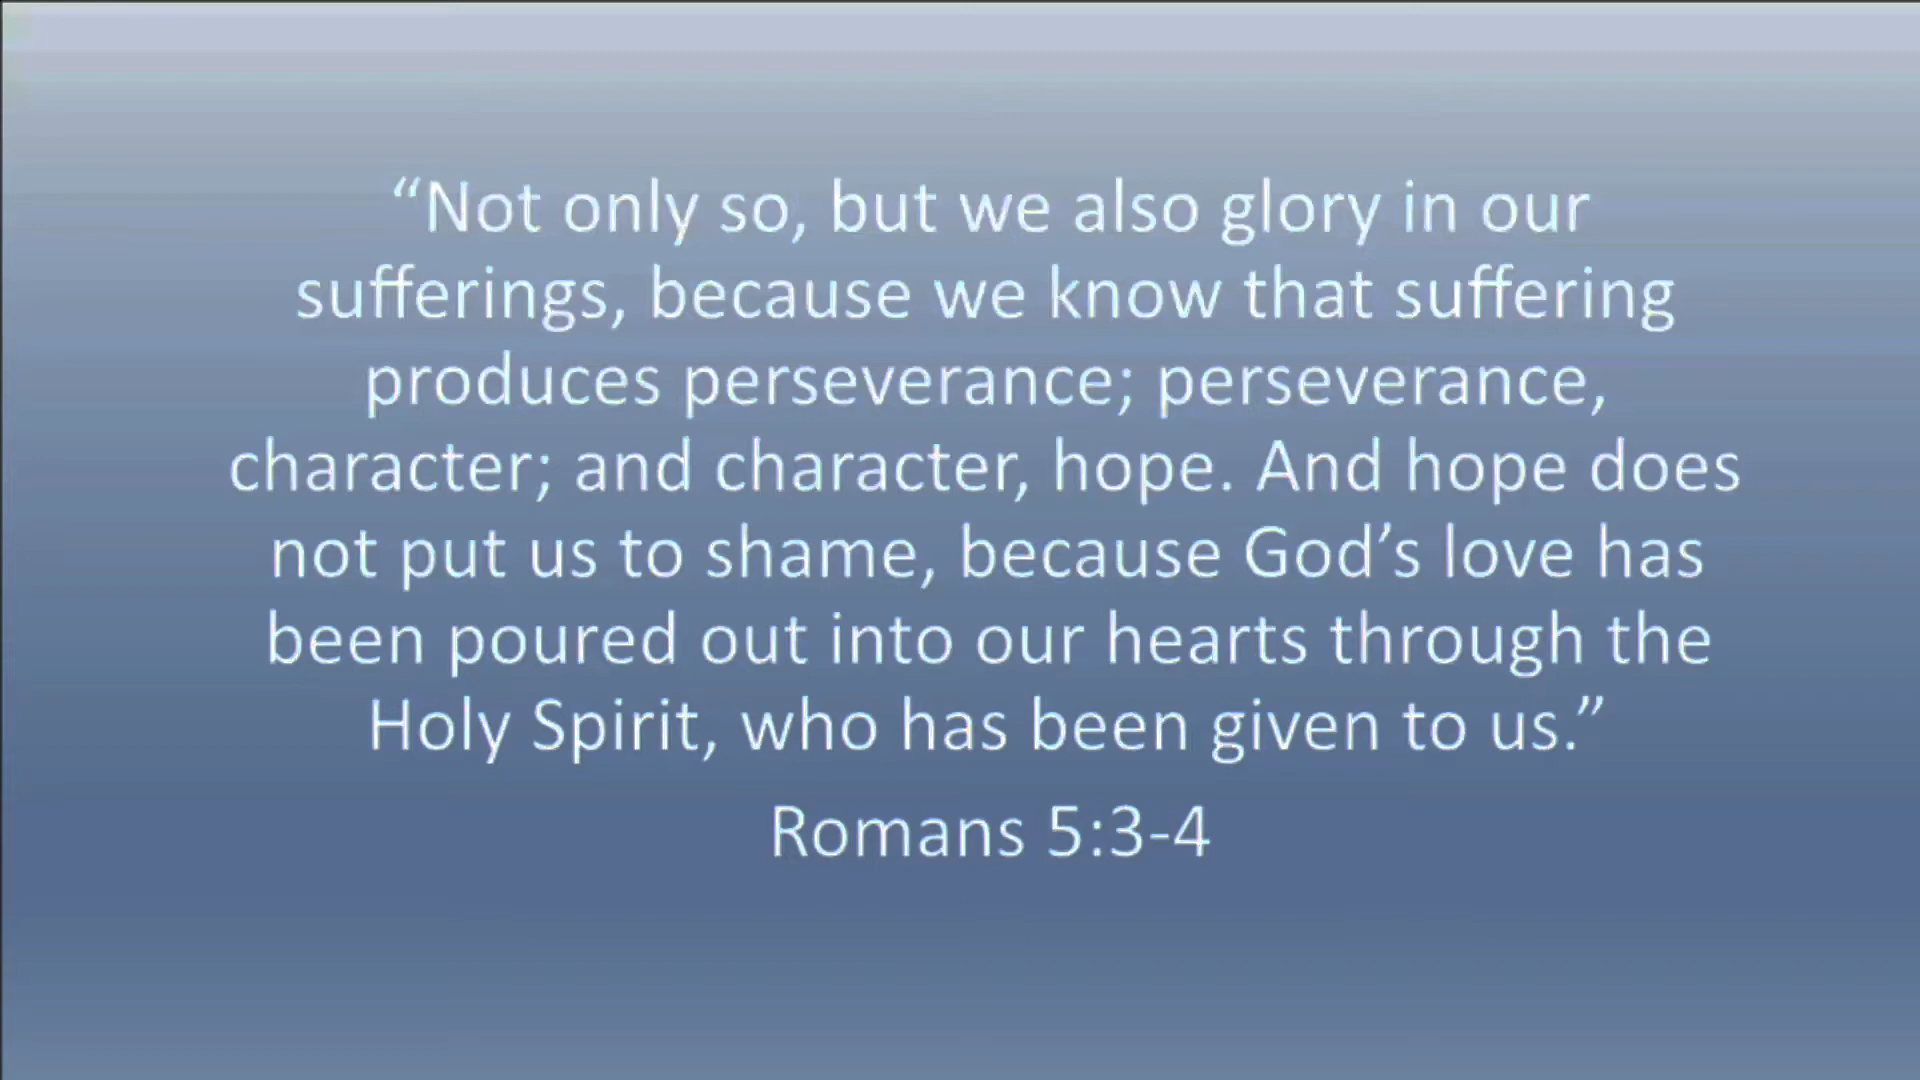 “Not only so, but we also glory in our
sufferings, because we know that suffering
produces perseverance; perseverance,
character; and character, hope. And hope does
not put us to shame, because God’s love has
been poured out into our hearts through the
Holy Spirit, who has been given to us.”
Romans 5:3-4